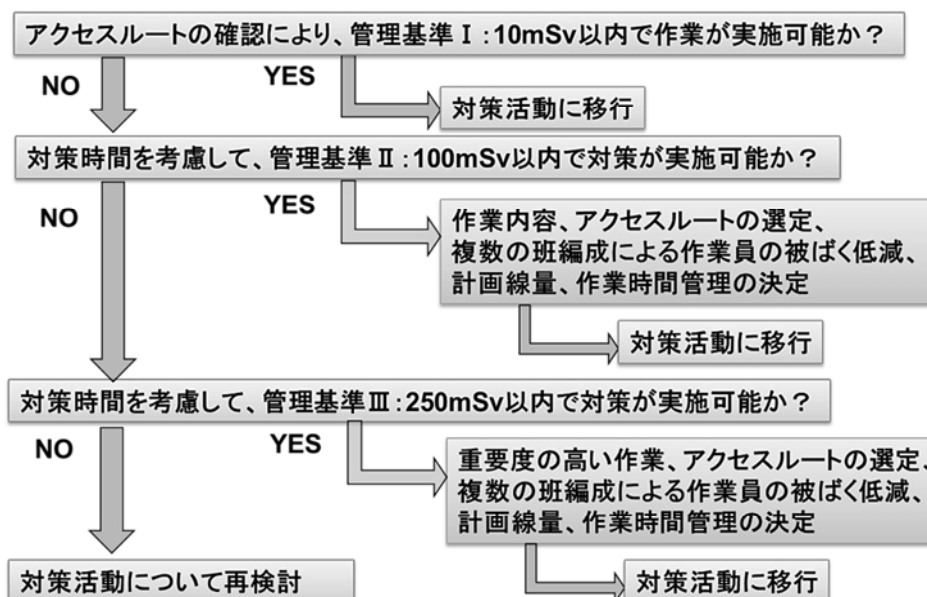 アクセスルートの確認により、管理基準Ⅰ:10mSv以内で作業が実施可能か?
NO
YES
対策活動に移行
対策時間を考慮して、管理基準Ⅱ:100mSv以内で対策が実施可能か?
NO
YES
作業内容、アクセスルートの選定、
複数の班編成による作業員の被ばく低減、
計画線量、作業時間管理の決定
対策活動に移行
対策時間を考慮して、管理基準Ⅲ:250mSv以内で対策が実施可能か?
NO
YES
重要度の高い作業、アクセスルートの選定、
複数の班編成による作業員の被ばく低減、
計画線量、作業時間管理の決定
対策活動に移行
対策活動について再検討